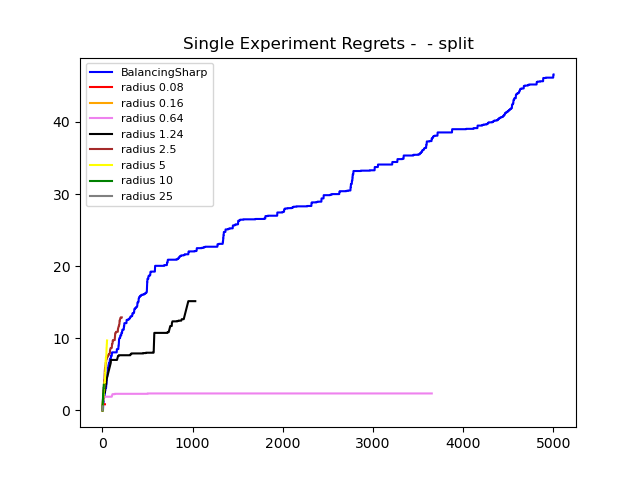 Single Experiment Regrets -  - split
BalancingSharp
radius 0.08
radius 0.16
radius 0.64
radius 1.24
radius 2.5
radius 5
radius 10
radius 25
40
30
20
10
0
0 1000 2000 3000 4000 5000